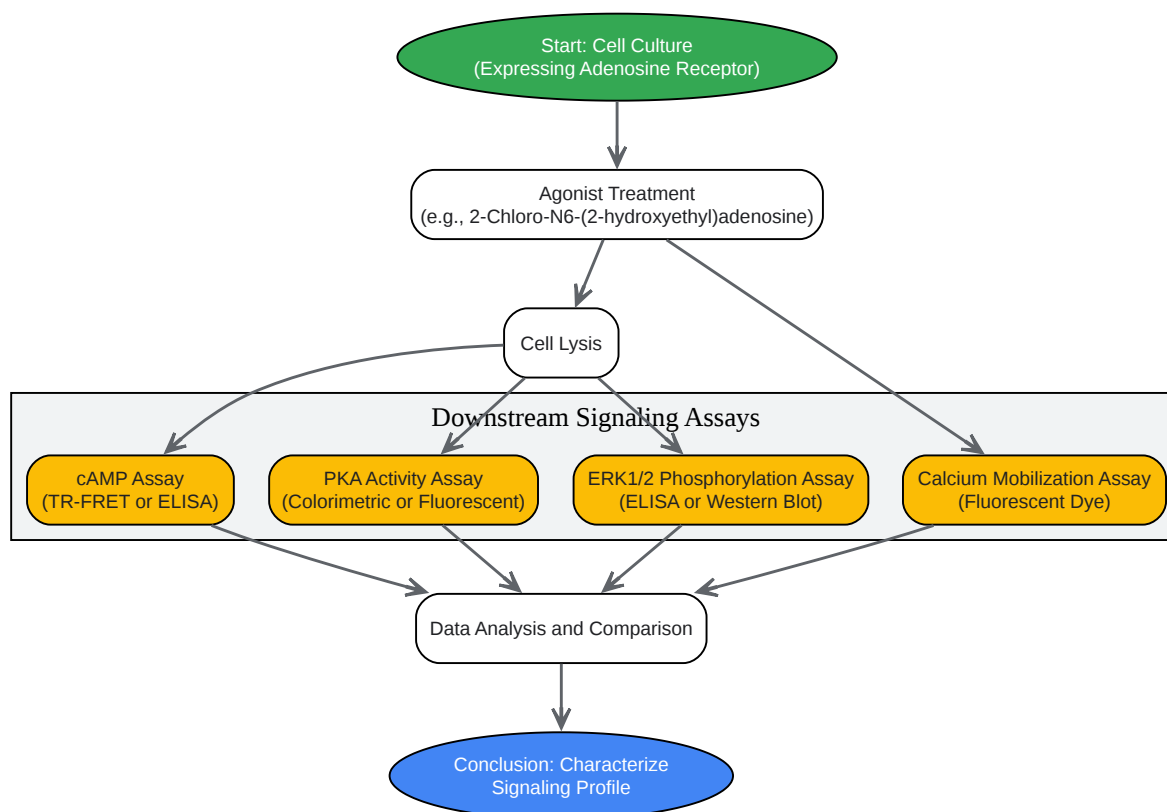 Start: Cell Culture
(Expressing Adenosine Receptor)
Agonist Treatment
(e.g., 2-Chloro-N6-(2-hydroxyethyl)adenosine)
Cell Lysis
Downstream Signaling Assays
cAMP Assay
(TR-FRET or ELISA)
PKA Activity Assay
(Colorimetric or Fluorescent)
ERK1/2 Phosphorylation Assay
(ELISA or Western Blot)
Calcium Mobilization Assay
(Fluorescent Dye)
Data Analysis and Comparison
Conclusion: Characterize
Signaling Profile